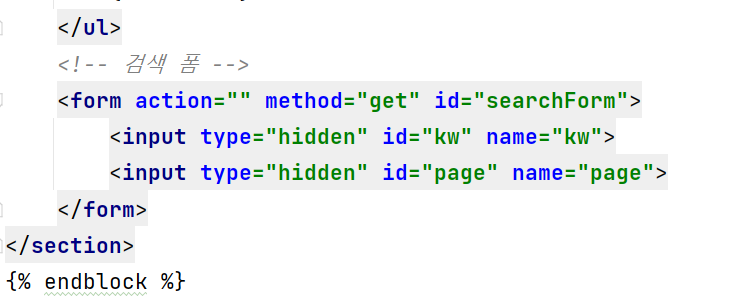 </ul>
<!-- 검색 폼 -->
<form action="" method="get" id="searchForm">
<input type="hidden" id="kw" name="kw">
<input type="hidden" id="page" name="page">
</form>
</section>
{% endblock %}